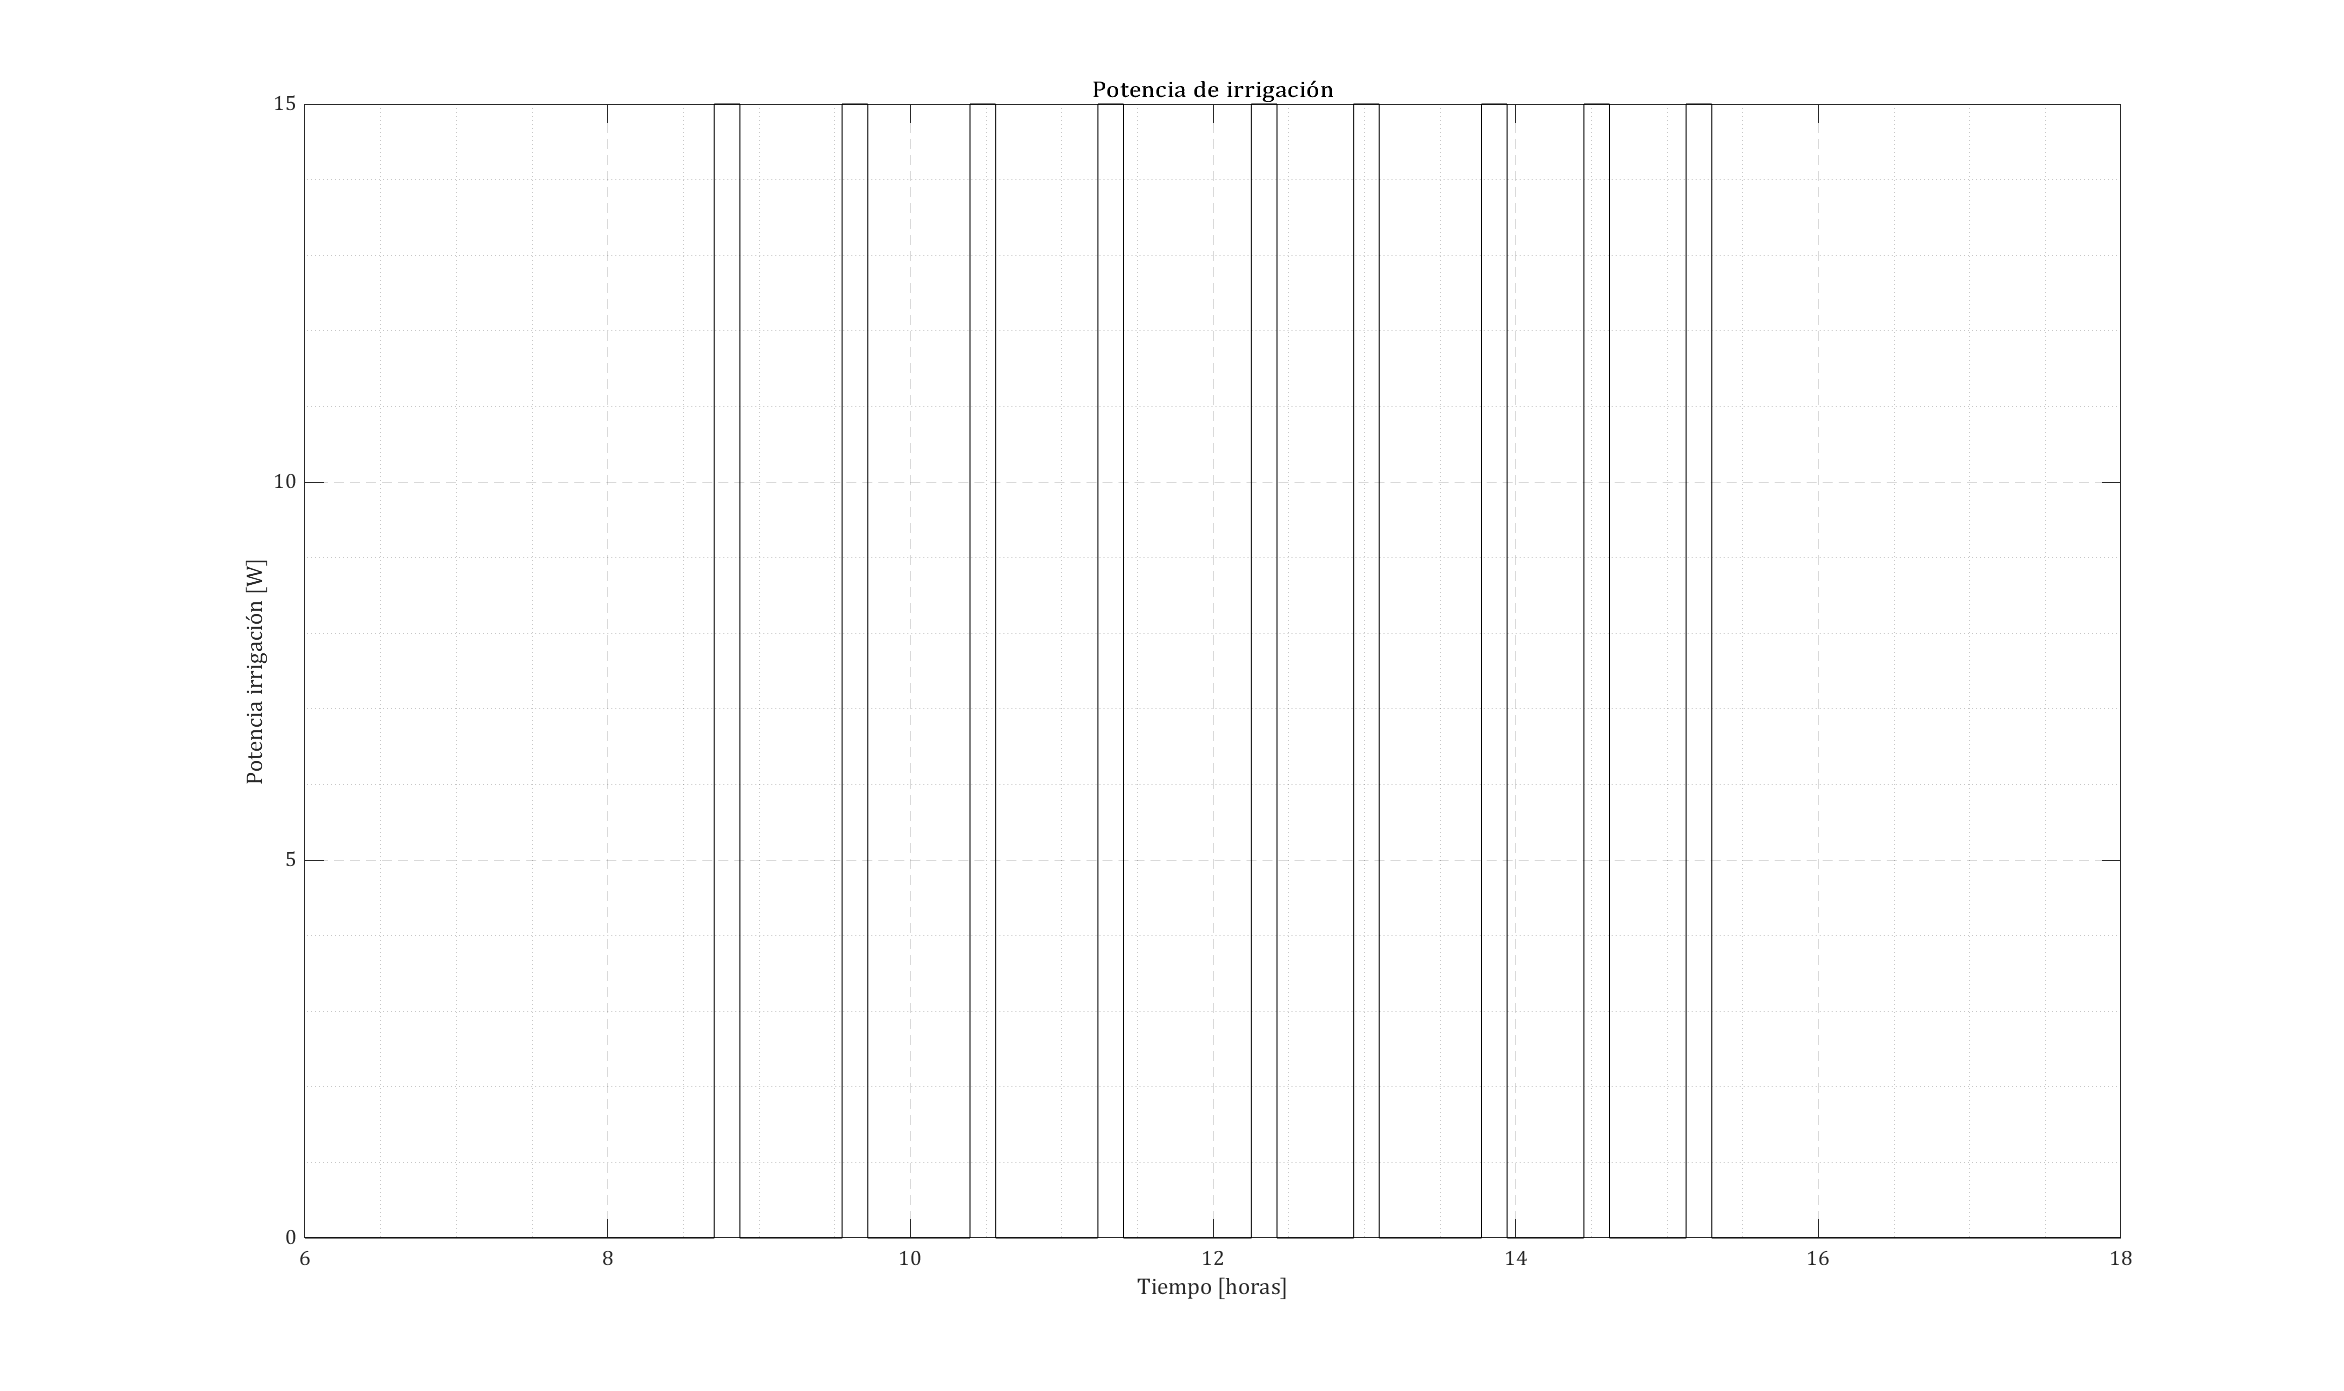 Potencia de irrigación
15
10
5
0
Potencia irrigación [W]
6 8 10 12 14 16 18
Tiempo [horas]